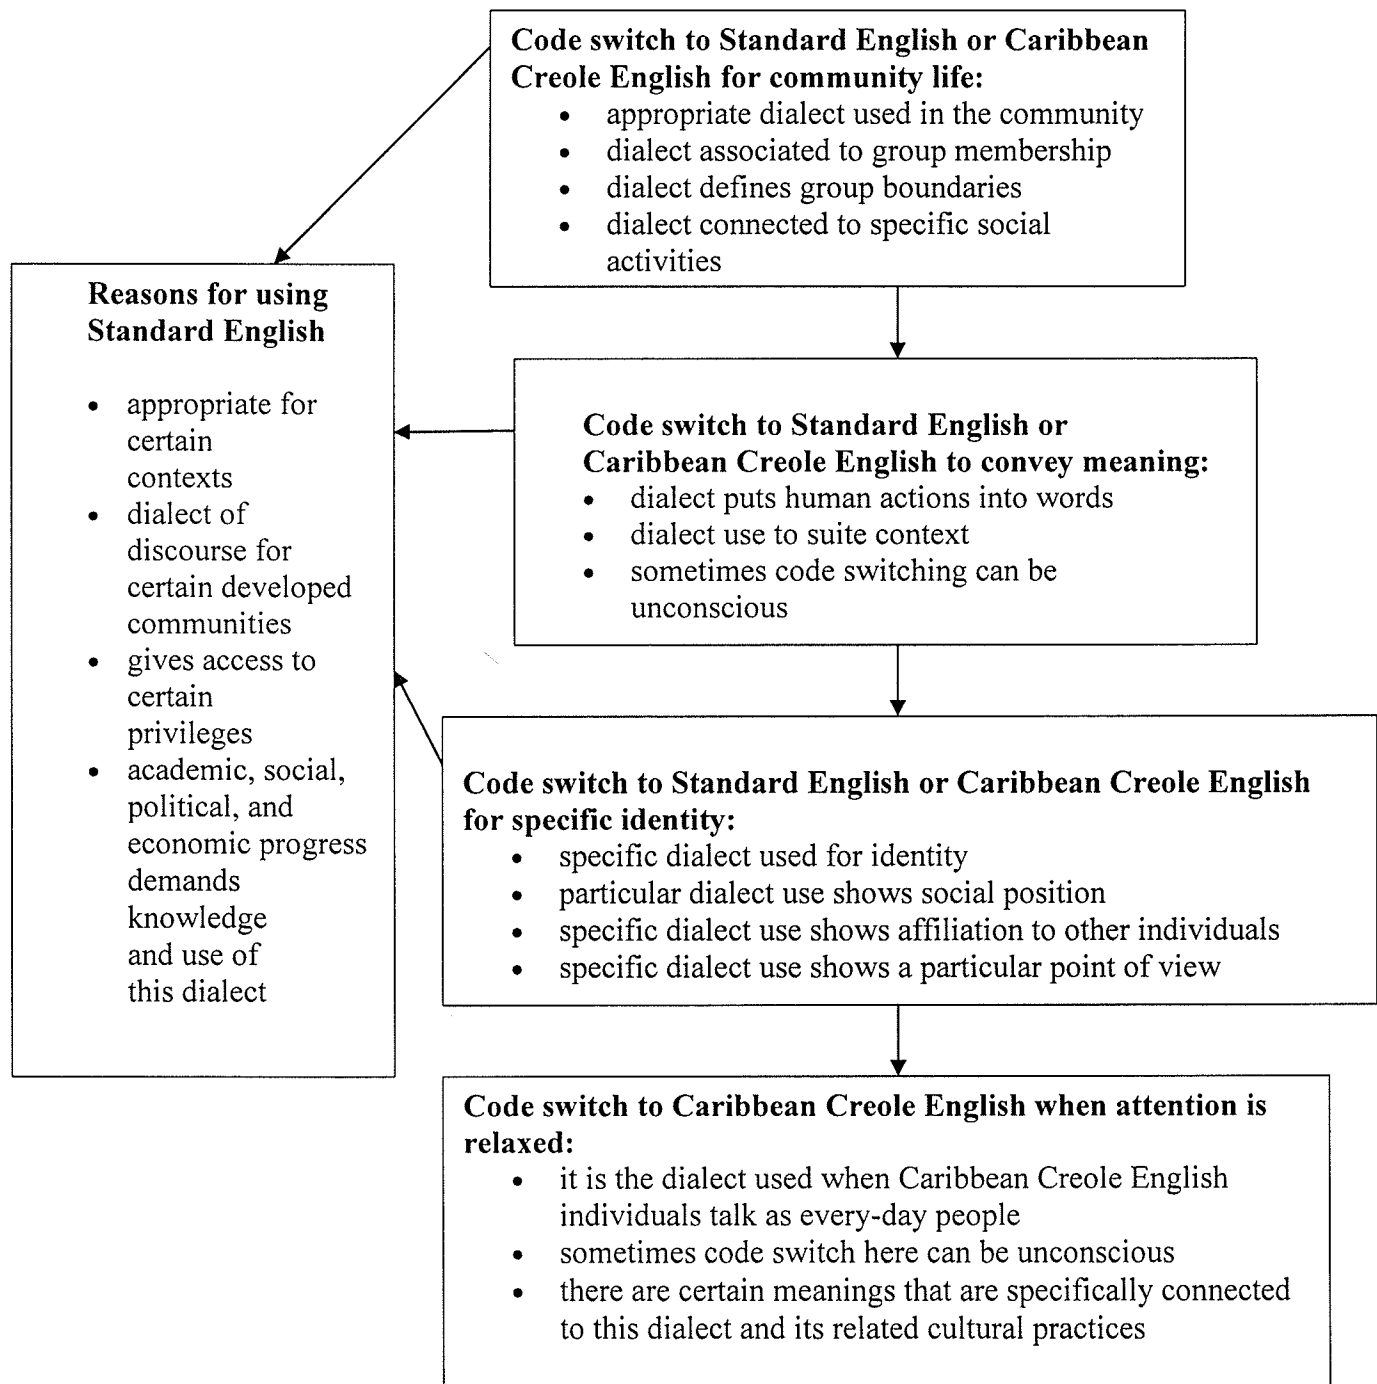 Code switch to Standard English or Caribbean
Creole English for community life:
• appropriate dialect used in the community
• dialect associated to group membership
• dialect defines group boundaries
• dialect connected to specific social
activities
Reasons for using
Standard English
• appropriate for
certain
contexts
• dialect of
discourse for
certain developed
communities
• gives access to
certain
privileges
• academic, social,
political, and
economic progress
demands
knowledge
and use of
this dialect
Code switch to Standard English or
Caribbean Creole English to convey meaning:
• dialect puts human actions into words
• dialect use to suite context
• sometimes code switching can be
unconscious
Code switch to Standard English or Caribbean Creole English
for specific identity:
• specific dialect used for identity
• particular dialect use shows social position
• specific dialect use shows affiliation to other individuals
• specific dialect use shows a particular point of view
Code switch to Caribbean Creole English when attention is
relaxed:
• it is the dialect used when Caribbean Creole English
individuals talk as every-day people
• sometimes code switch here can be unconscious
• there are certain meanings that are specifically connected
to this dialect and its related cultural practices